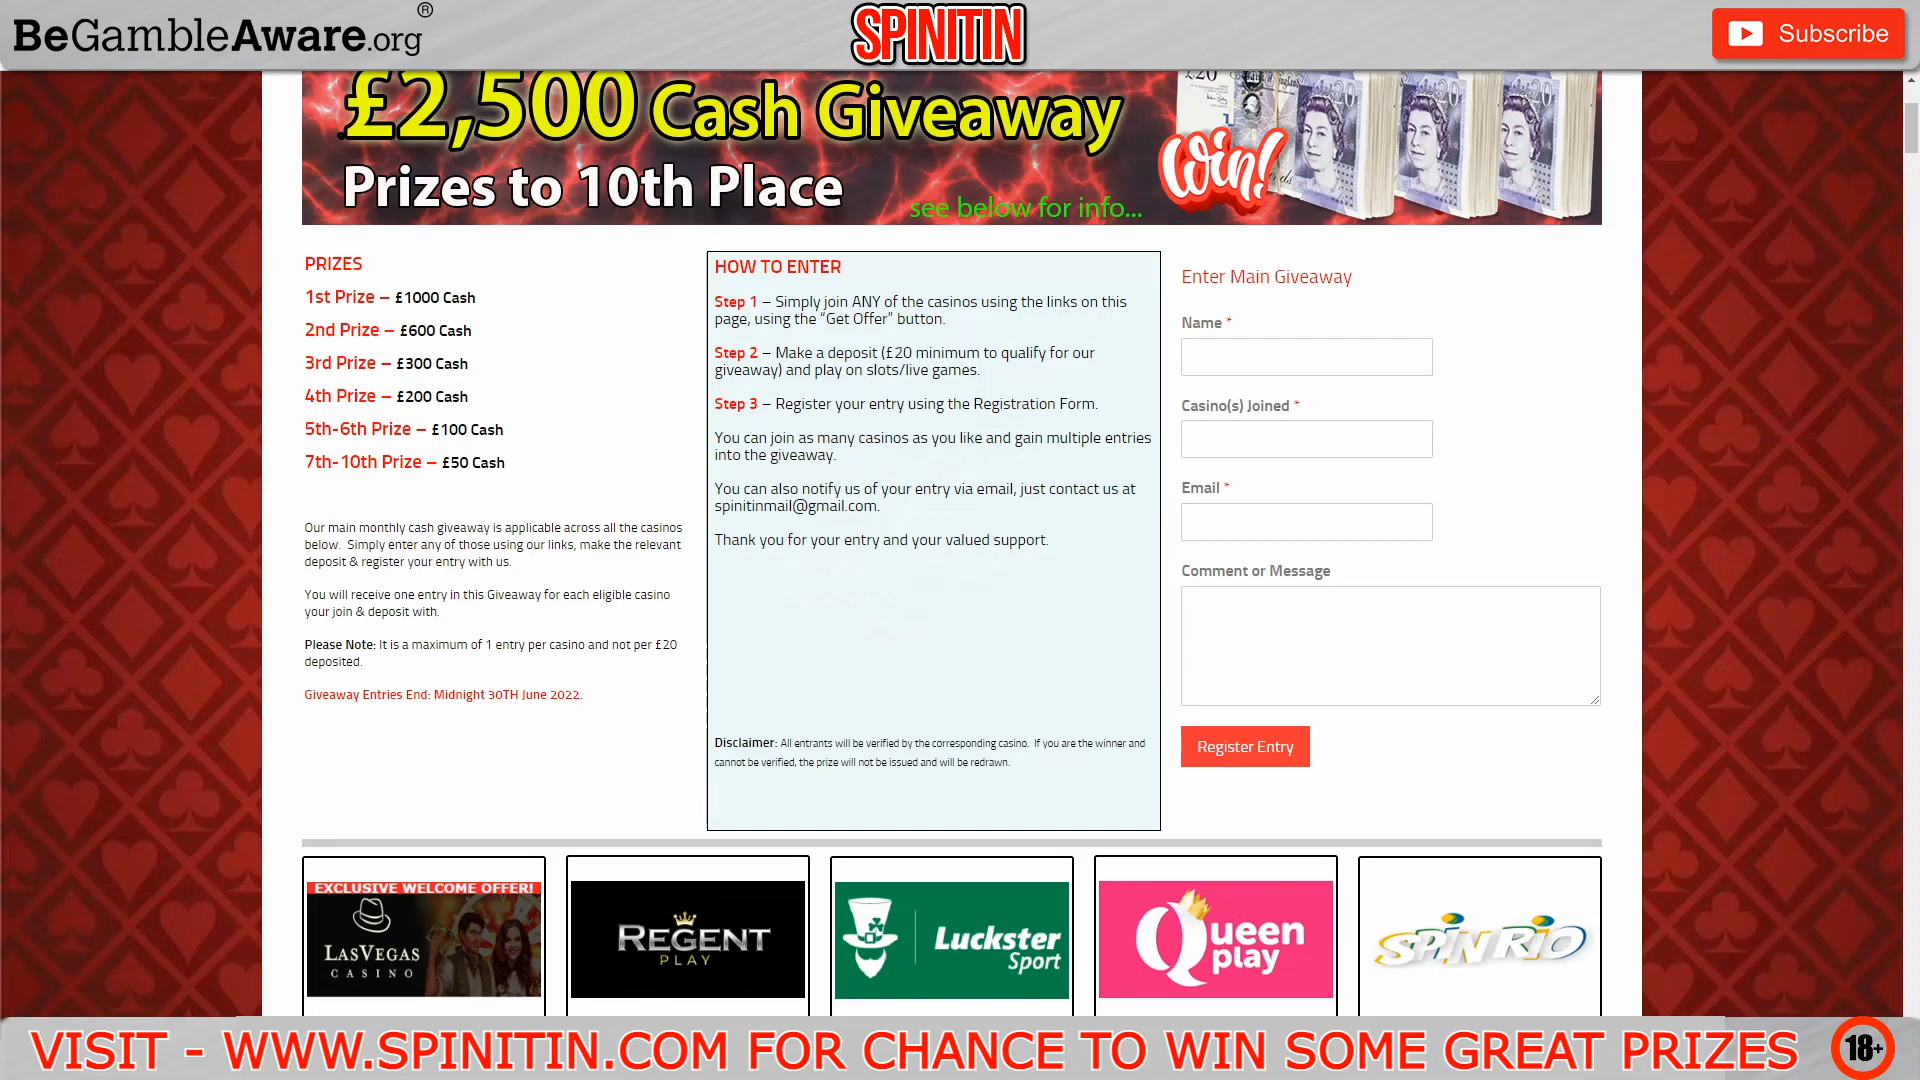 BeGambleAware.org®
SPINITIN
Subscribe
£2,500 Cash Giveaway
Prizes to 10th Place
see below for info...
Win!
£20
PRIZES
1st Prize – £1000 Cash
2nd Prize – £600 Cash
3rd Prize – £300 Cash
4th Prize – £200 Cash
5th-6th Prize – £100 Cash
7th-10th Prize – £50 Cash
Our main monthly cash giveaway is applicable across all the casinos
below. Simply enter any of those using our links, make the relevant
deposit & register your entry with us.
You will receive one entry in this Giveaway for each eligible casino
your join & deposit with.
Please Note: It is a maximum of 1 entry per casino and not per £20
deposited.
Giveaway Entries End: Midnight 30TH June 2022.
HOW TO ENTER
Step 1 – Simply join ANY of the casinos using the links on this
page, using the “Get Offer” button.
Step 2 – Make a deposit (£20 minimum to qualify for our
giveaway) and play on slots/live games.
Step 3 – Register your entry using the Registration Form.
You can join as many casinos as you like and gain multiple entries
into the giveaway.
You can also notify us of your entry via email, just contact us at
spinitinmail@gmail.com.
Thank you for your entry and your valued support.
Disclaimer: All entrants will be verified by the corresponding casino. If you are the winner and
cannot be verified, the prize will not be issued and will be redrawn.
Enter Main Giveaway
Name *
Casino(s) Joined *
Email *
Comment or Message
Register Entry
EXCLUSIVE WELCOME OFFER!
LASVEGAS
CASINO
REGENT
PLAY
Luckster
Sport
Queen
play
SPIN RIO
VISIT - WWW.SPINITIN.COM FOR CHANCE TO WIN SOME GREAT PRIZES
18+